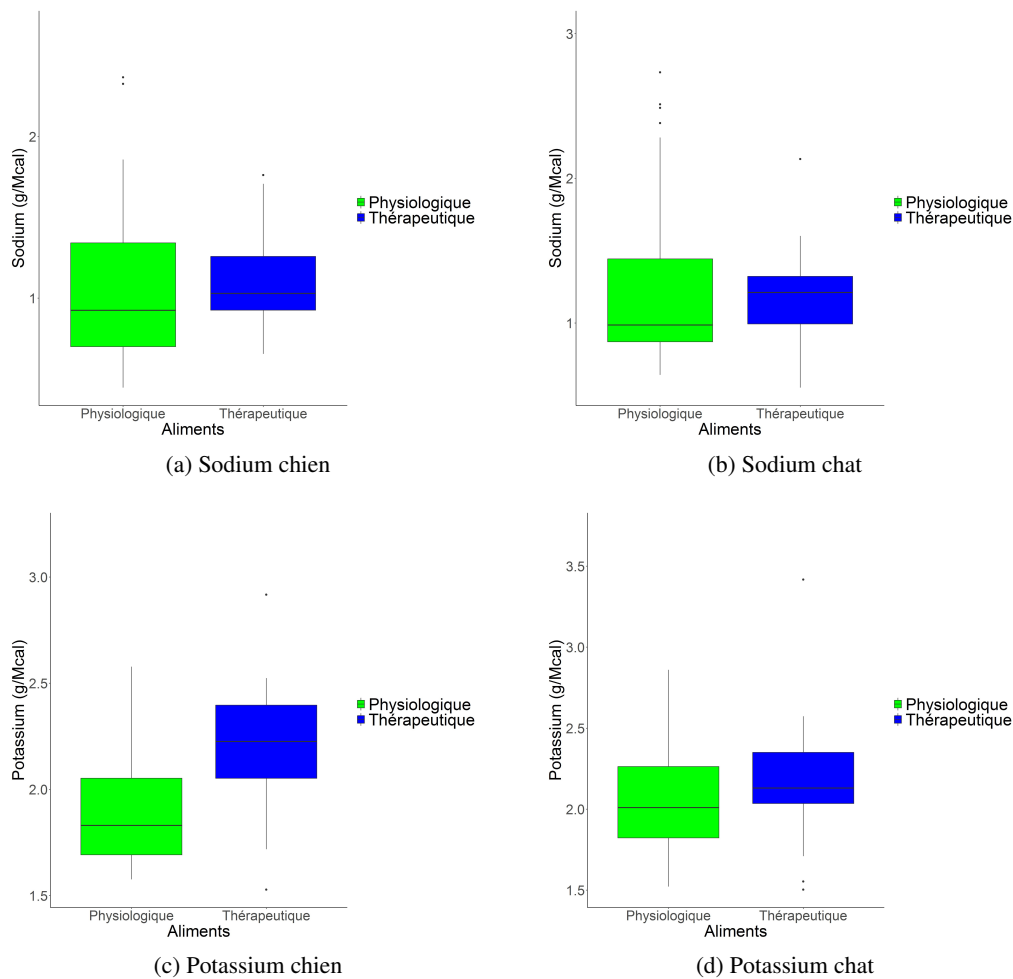 2
1
Sodium (g/Mcal)
Physiologique
Thérapeutique
Aliments
Physiologique
Thérapeutique
(a) Sodium chien
3
2
1
Sodium (g/Mcal)
Physiologique
Thérapeutique
Aliments
Physiologique
Thérapeutique
(b) Sodium chat
3.0
2.5
2.0
1.5
Potassium (g/Mcal)
Physiologique
Thérapeutique
Aliments
Physiologique
Thérapeutique
(c) Potassium chien
3.5
3.0
2.5
2.0
1.5
Potassium (g/Mcal)
Physiologique
Thérapeutique
Aliments
Physiologique
Thérapeutique
(d) Potassium chat